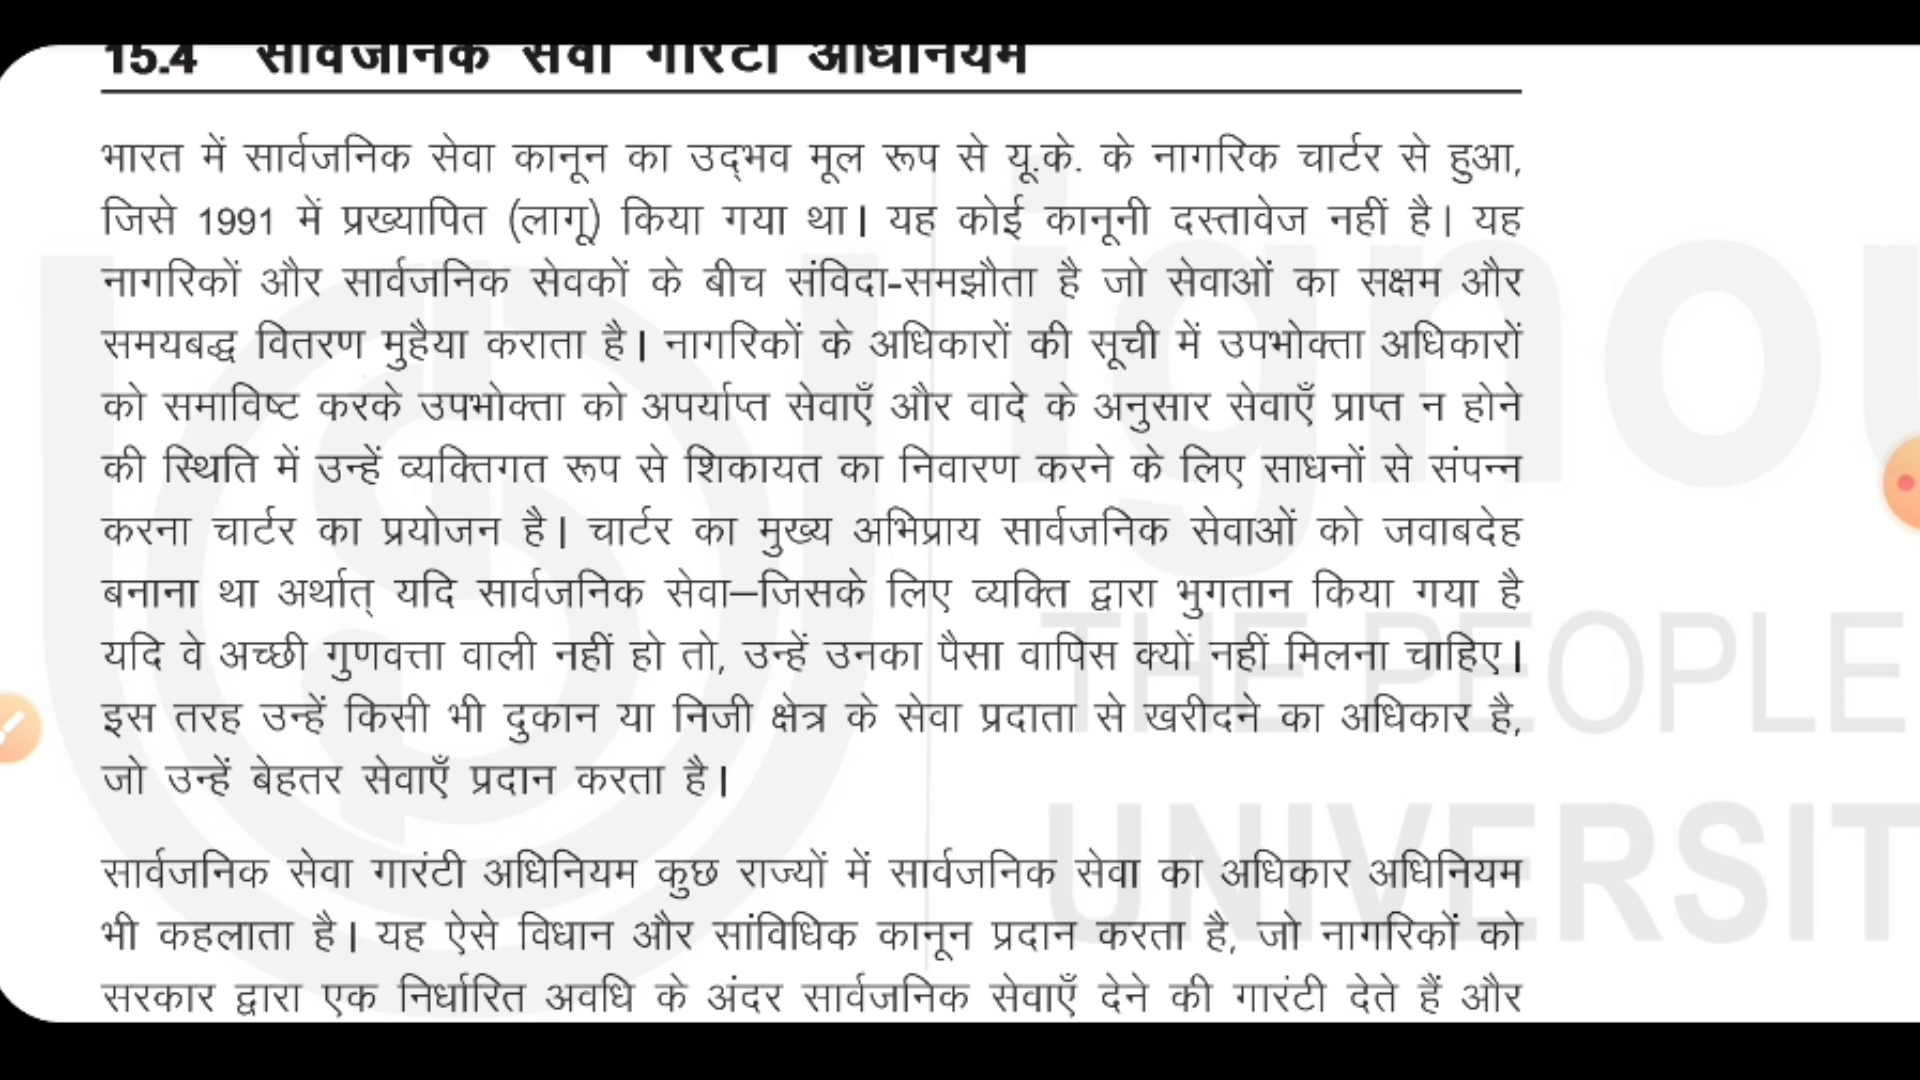 15.4 सार्वजनिक सेवा गारंटी अधिनियम
भारत में सार्वजनिक सेवा कानून का उद्भव मूल रूप से यू.के. के नागरिक चार्टर से हुआ,
जिसे 1991 में प्रख्यापित (लागू) किया गया था। यह कोई कानूनी दस्तावेज नहीं है। यह
नागरिकों और सार्वजनिक सेवकों के बीच संविदा-समझौता है जो सेवाओं का सक्षम और
समयबद्ध वितरण मुहैया कराता है। नागरिकों के अधिकारों की सूची में उपभोक्ता अधिकारों
को समाविष्ट करके उपभोक्ता को अपर्याप्त सेवाएँ और वादे के अनुसार सेवाएँ प्राप्त न होने
की स्थिति में उन्हें व्यक्तिगत रूप से शिकायत का निवारण करने के लिए साधनों से संपन्न
करना चार्टर का प्रयोजन है। चार्टर का मुख्य अभिप्राय सार्वजनिक सेवाओं को जवाबदेह
बनाना था अर्थात् यदि सार्वजनिक सेवा–जिसके लिए व्यक्ति द्वारा भुगतान किया गया है
यदि वे अच्छी गुणवत्ता वाली नहीं हो तो, उन्हें उनका पैसा वापिस क्यों नहीं मिलना चाहिए।
इस तरह उन्हें किसी भी दुकान या निजी क्षेत्र के सेवा प्रदाता से खरीदने का अधिकार है,
जो उन्हें बेहतर सेवाएँ प्रदान करता है।
सार्वजनिक सेवा गारंटी अधिनियम कुछ राज्यों में सार्वजनिक सेवा का अधिकार अधिनियम
भी कहलाता है। यह ऐसे विधान और सांविधिक कानून प्रदान करता है, जो नागरिकों को
सरकार द्वारा एक निर्धारित अवधि के अंदर सार्वजनिक सेवाएँ देने की गारंटी देते हैं और
ignou
THE PEOPLE
UNIVERSIT